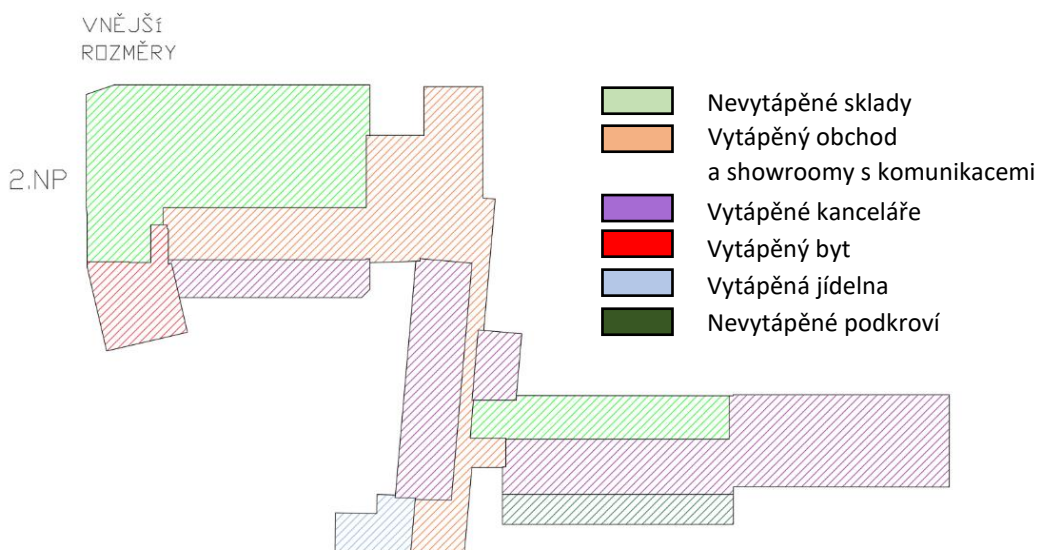 VNĚJŠÍ
ROZMĚRY
2.NP
Nevytápěné sklady
Vytápěný obchod
a showroomy s komunikacemi
Vytápěné kanceláře
Vytápěný byt
Vytápěná jídelna
Nevytápěné podkroví